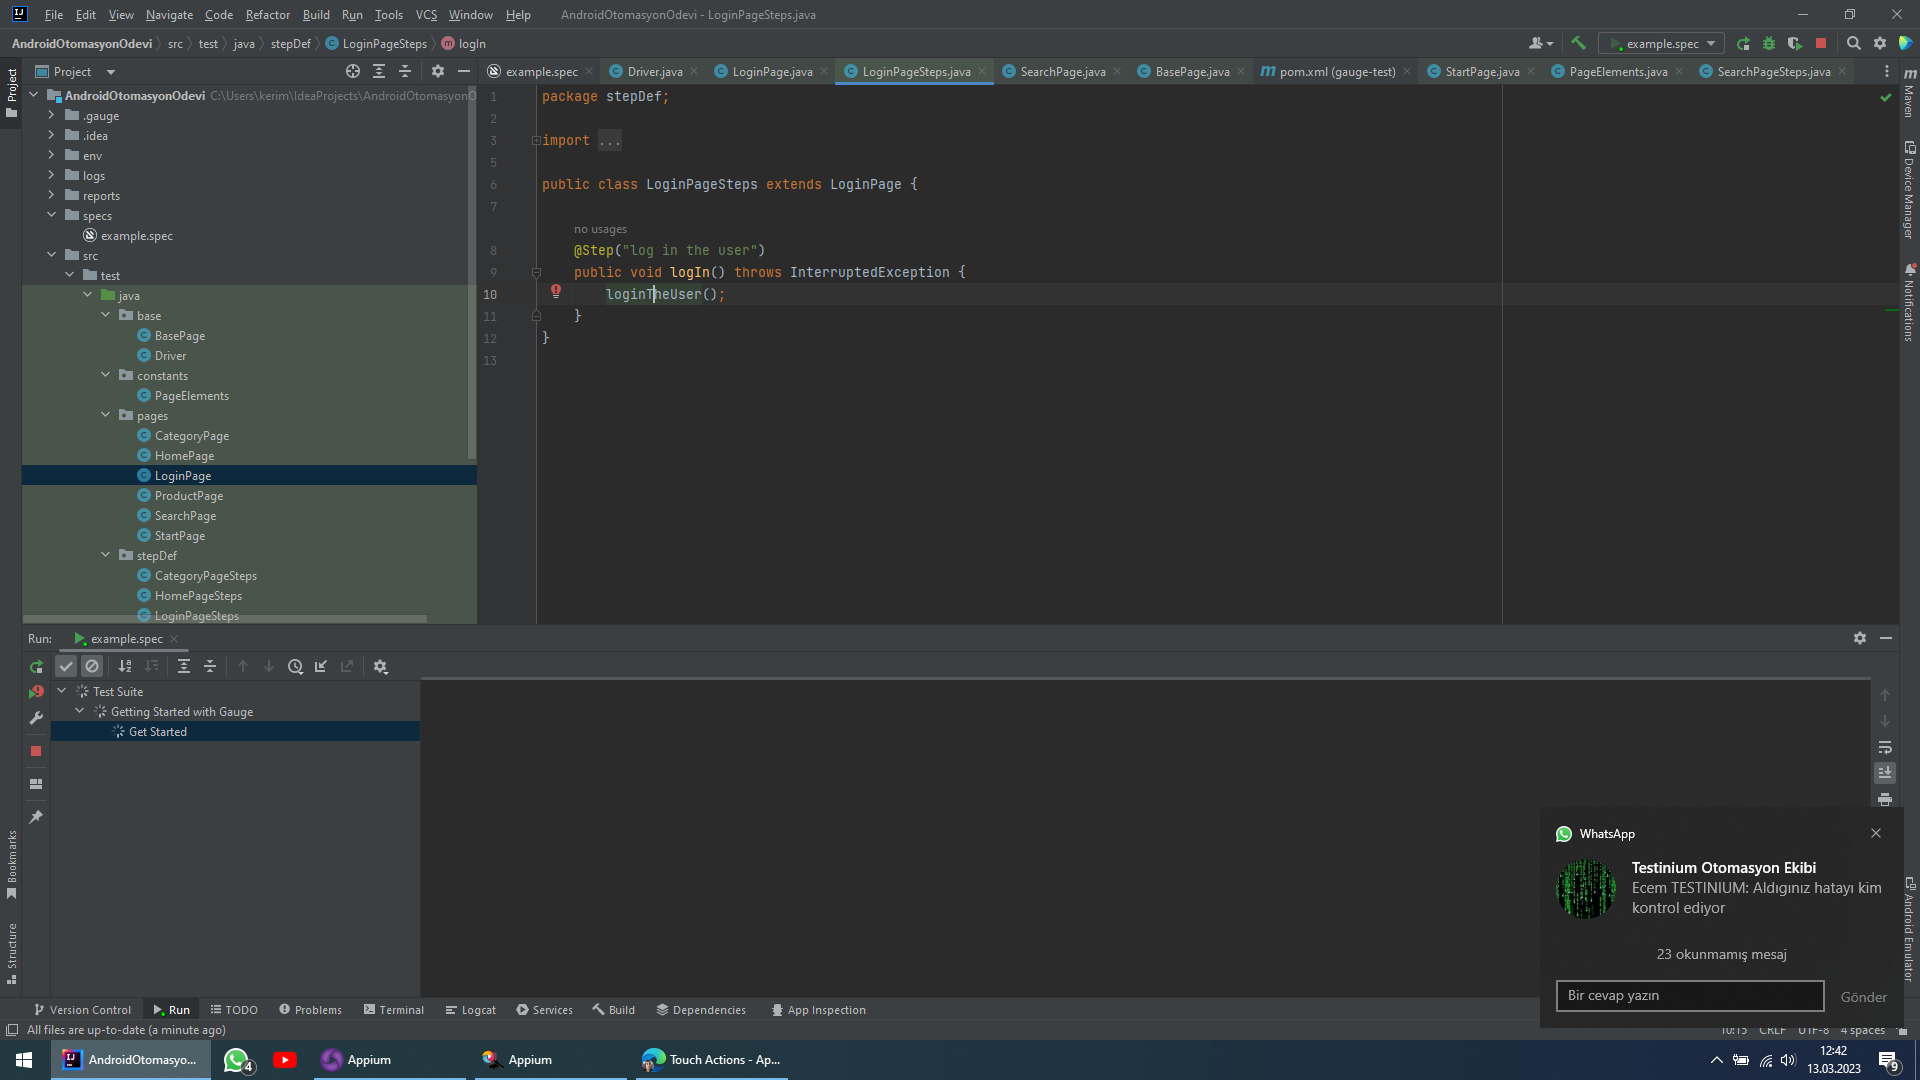 File Edit View Navigate Code Refactor Build Run Tools VCS Window Help AndroidOtomasyonOdevi - LoginPageSteps.java
AndroidOtomasyonOdevi src test java stepDef LoginPageSteps logIn
example.spec
Project
example.spec Driver.java LoginPage.java LoginPageSteps.java SearchPage.java BasePage.java pom.xml (gauge-test) StartPage.java PageElements.java SearchPageSteps.java
Project
AndroidOtomasyonOdevi C:\Users\kerim\IdeaProjects\AndroidOtomasyonO
.gauge
.idea
env
logs
reports
specs
example.spec
src
test
java
base
BasePage
Driver
constants
PageElements
pages
CategoryPage
HomePage
LoginPage
ProductPage
SearchPage
StartPage
stepDef
CategoryPageSteps
HomePageSteps
LoginPageSteps
1 package stepDef;
2
3 import ...
5
6 public class LoginPageSteps extends LoginPage {
7
no usages
8 @Step("log in the user")
9 public void logIn() throws InterruptedException {
10 loginTheUser();
11 }
12 }
13
Maven
Device Manager
Notifications
Android Emulator
Run: example.spec
Test Suite
Getting Started with Gauge
Get Started
Bookmarks
Structure
WhatsApp
Testinium Otomasyon Ekibi
Ecem TESTINIUM: Aldıgınız hatayı kim
kontrol ediyor
23 okunmamış mesaj
Bir cevap yazın Gönder
Version Control Run TODO Problems Terminal Logcat Services Build Dependencies App Inspection
All files are up-to-date (a minute ago) 10:15 CRLF UTF-8 4 spaces
AndroidOtomasyo... 4 Appium Appium Touch Actions - Ap...
12:42
13.03.2023
9